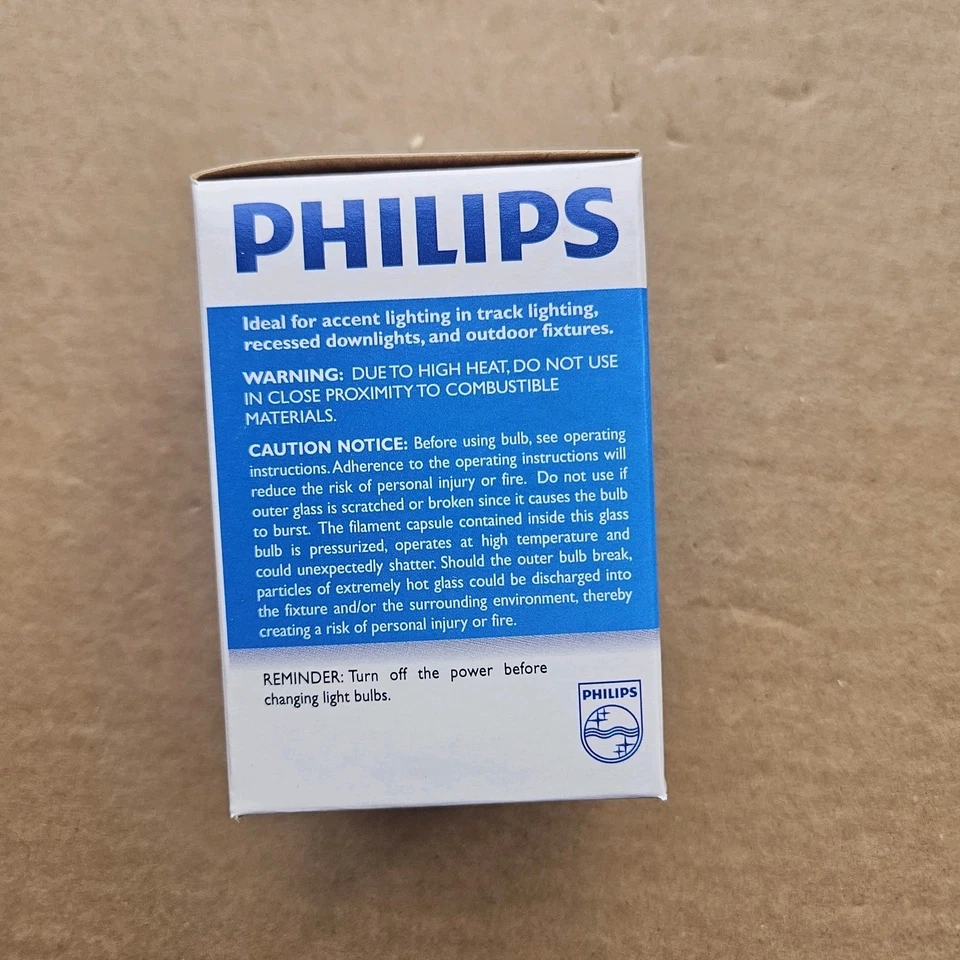 PHILIPS
Ideal for accent lighting in track lighting,
recessed downlights, and outdoor fixtures.
WARNING: DUE TO HIGH HEAT, DO NOT USE
IN CLOSE PROXIMITY TO COMBUSTIBLE
MATERIALS.
CAUTION NOTICE: Before using bulb, see operating
instructions. Adherence to the operating instructions will
reduce the risk of personal injury or fire. Do not use if
outer glass is scratched or broken since it causes the bulb
to burst. The filament capsule contained inside this glass
bulb is pressurized, operates at high temperature and
could unexpectedly shatter. Should the outer bulb break,
particles of extremely hot glass could be discharged into
the fixture and/or the surrounding environment, thereby
creating a risk of personal injury or fire.
REMINDER: Turn off the power before
changing light bulbs.
PHILIPS